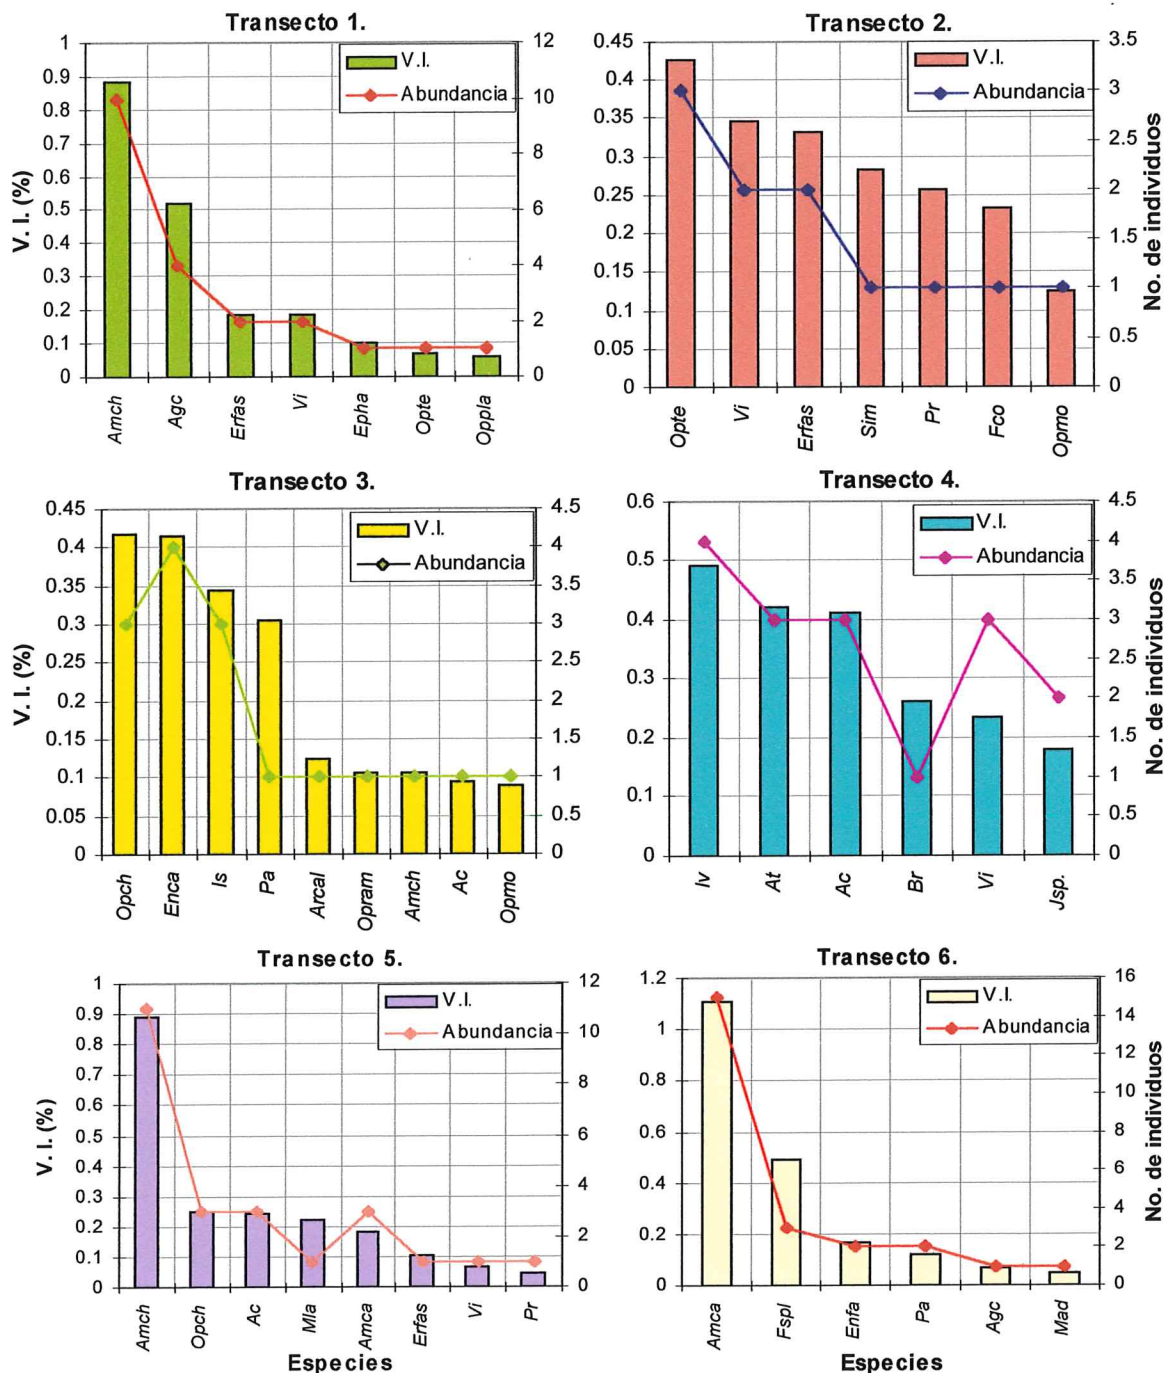 Transecto 1.
V.I.
Abundancia
V. I. (%)
1
0.9
0.8
0.7
0.6
0.5
0.4
0.3
0.2
0.1
0
12
10
8
6
4
2
0
Amch
Agc
Erfas
Vi
Epha
Opte
Oppla
Transecto 2.
V.I.
Abundancia
0.45
0.4
0.35
0.3
0.25
0.2
0.15
0.1
0.05
0
3.5
3
2.5
2
1.5
1
0.5
0
No. de individuos
Opte
Vi
Erfas
Sim
Pr
Fco
Opmo
Transecto 3.
V.I.
Abundancia
V. I. (%)
0.45
0.4
0.35
0.3
0.25
0.2
0.15
0.1
0.05
0
4.5
4
3.5
3
2.5
2
1.5
1
0.5
0
Opch
Enca
Is
Pa
Arcal
Opram
Amch
Ac
Opmo
Transecto 4.
V.I.
Abundancia
0.6
0.5
0.4
0.3
0.2
0.1
0
4.5
4
3.5
3
2.5
2
1.5
1
0.5
0
No. de individuos
Iv
At
Ac
Br
Vi
Jsp.
Transecto 5.
V.I.
Abundancia
V. I. (%)
1
0.9
0.8
0.7
0.6
0.5
0.4
0.3
0.2
0.1
0
12
10
8
6
4
2
0
Amch
Opch
Ac
Mla
Amca
Erfas
Vi
Pr
Especies
Transecto 6.
V.I.
Abundancia
1.2
1
0.8
0.6
0.4
0.2
0
16
14
12
10
8
6
4
2
0
No. de individuos
Amca
Fspl
Enfa
Pa
Agc
Mad
Especies